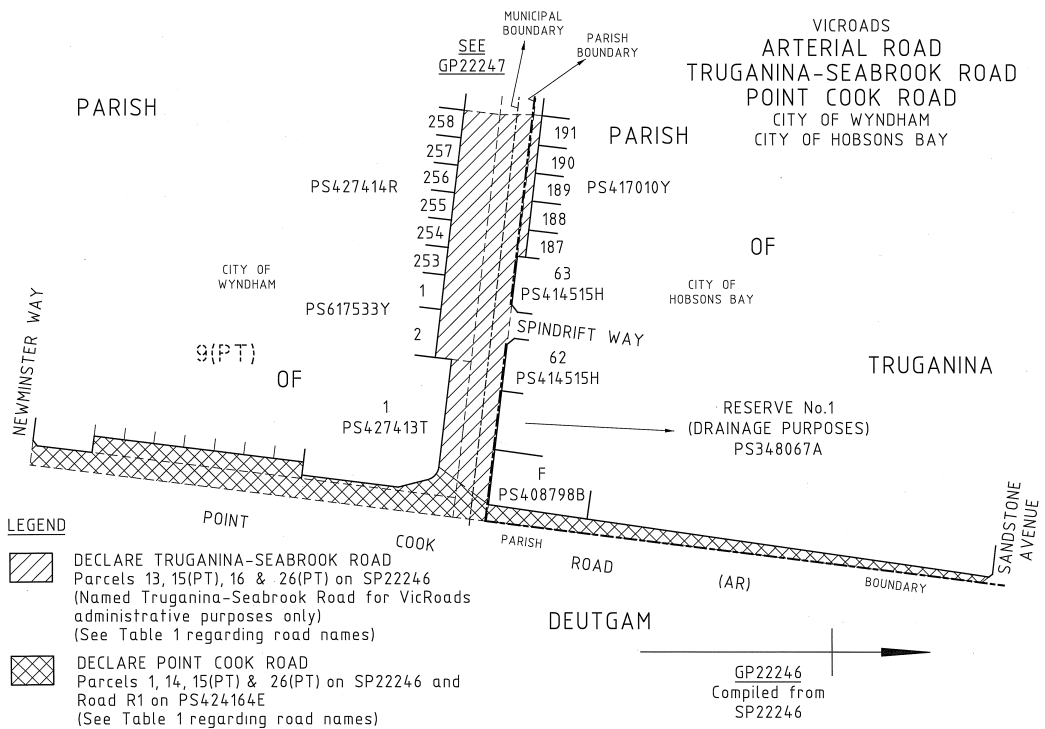 VICROADS
ARTERIAL ROAD
TRUGANINA-SEABROOK ROAD
POINT COOK ROAD
CITY OF WYNDHAM
CITY OF HOBSONS BAY
MUNICIPAL
BOUNDARY
PARISH
BOUNDARY
SEE
GP22247
PARISH
PARISH
258
257
256
255
254
253
1
2
191
190
189
188
187
PS427414R
PS417010Y
OF
CITY OF
WYNDHAM
CITY OF
HOBSONS BAY
63
PS414515H
PS617533Y
SPINDRIFT WAY
9(PT)
OF
62
PS414515H
TRUGANINA
NEWMINSTER WAY
1
PS427413T
RESERVE No.1
(DRAINAGE PURPOSES)
PS348067A
F
PS408798B
SANDSTONE
AVENUE
POINT
COOK
PARISH
ROAD
(AR)
BOUNDARY
DEUTGAM
LEGEND
DECLARE TRUGANINA-SEABROOK ROAD
Parcels 13, 15(PT), 16 & 26(PT) on SP22246
(Named Truganina-Seabrook Road for VicRoads
administrative purposes only)
(See Table 1 regarding road names)
DECLARE POINT COOK ROAD
Parcels 1, 14, 15(PT) & 26(PT) on SP22246 and
Road R1 on PS424164E
(See Table 1 regarding road names)
GP22246
Compiled from
SP22246